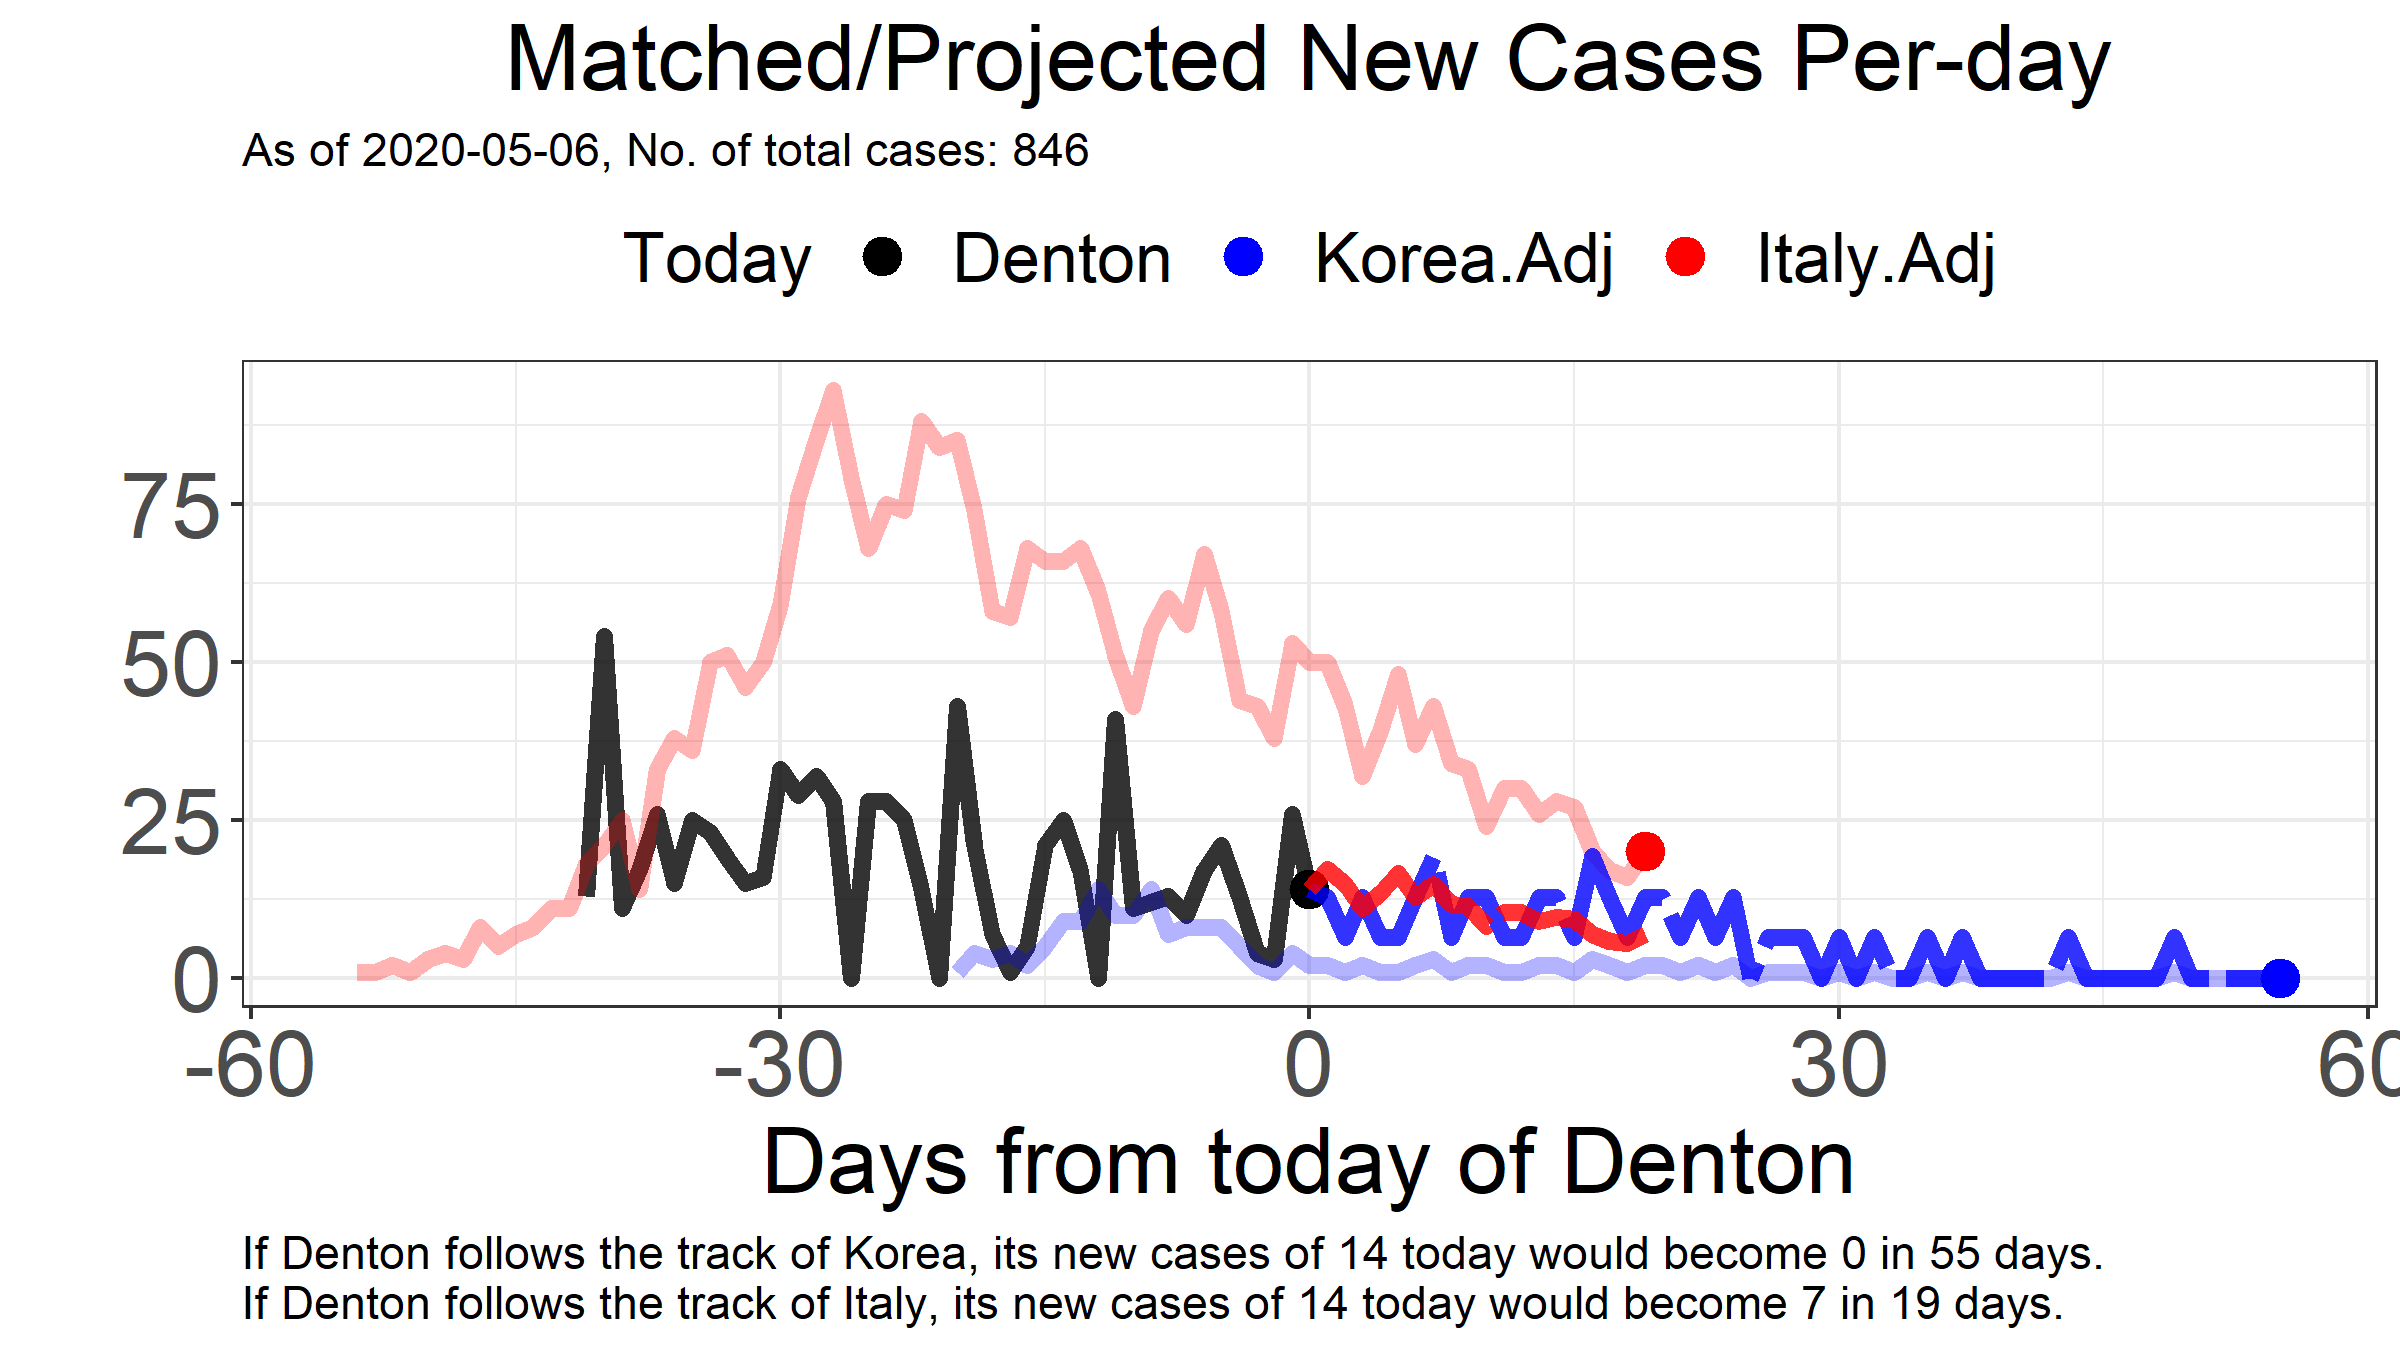 Matched/Projected New Cases Per-day
As of 2020-05-06, No. of total cases: 846
Today Denton Korea.Adj Italy.Adj
75
50
25
0
-60 -30 0 30 60
Days from today of Denton
If Denton follows the track of Korea, its new cases of 14 today would become 0 in 55 days.
If Denton follows the track of Italy, its new cases of 14 today would become 7 in 19 days.